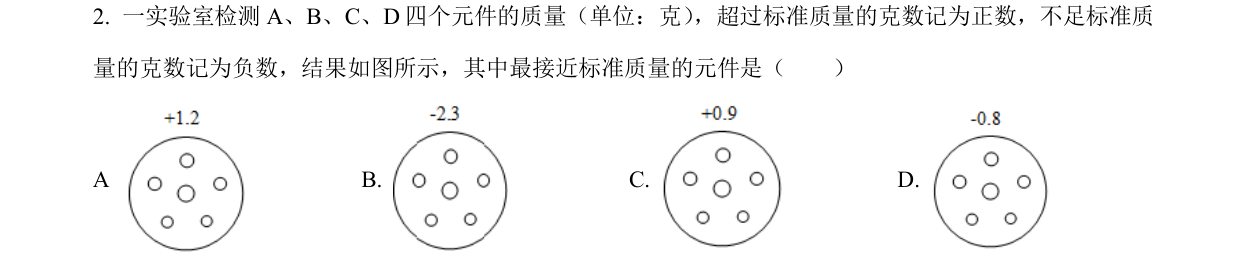 2. 一实验室检测 A、B、C、D 四个元件的质量（单位：克），超过标准质量的克数记为正数，不足标准质
量的克数记为负数，结果如图所示，其中最接近标准质量的元件是（　　）
+1.2
-2.3
+0.9
-0.8
A
B.
C.
D.